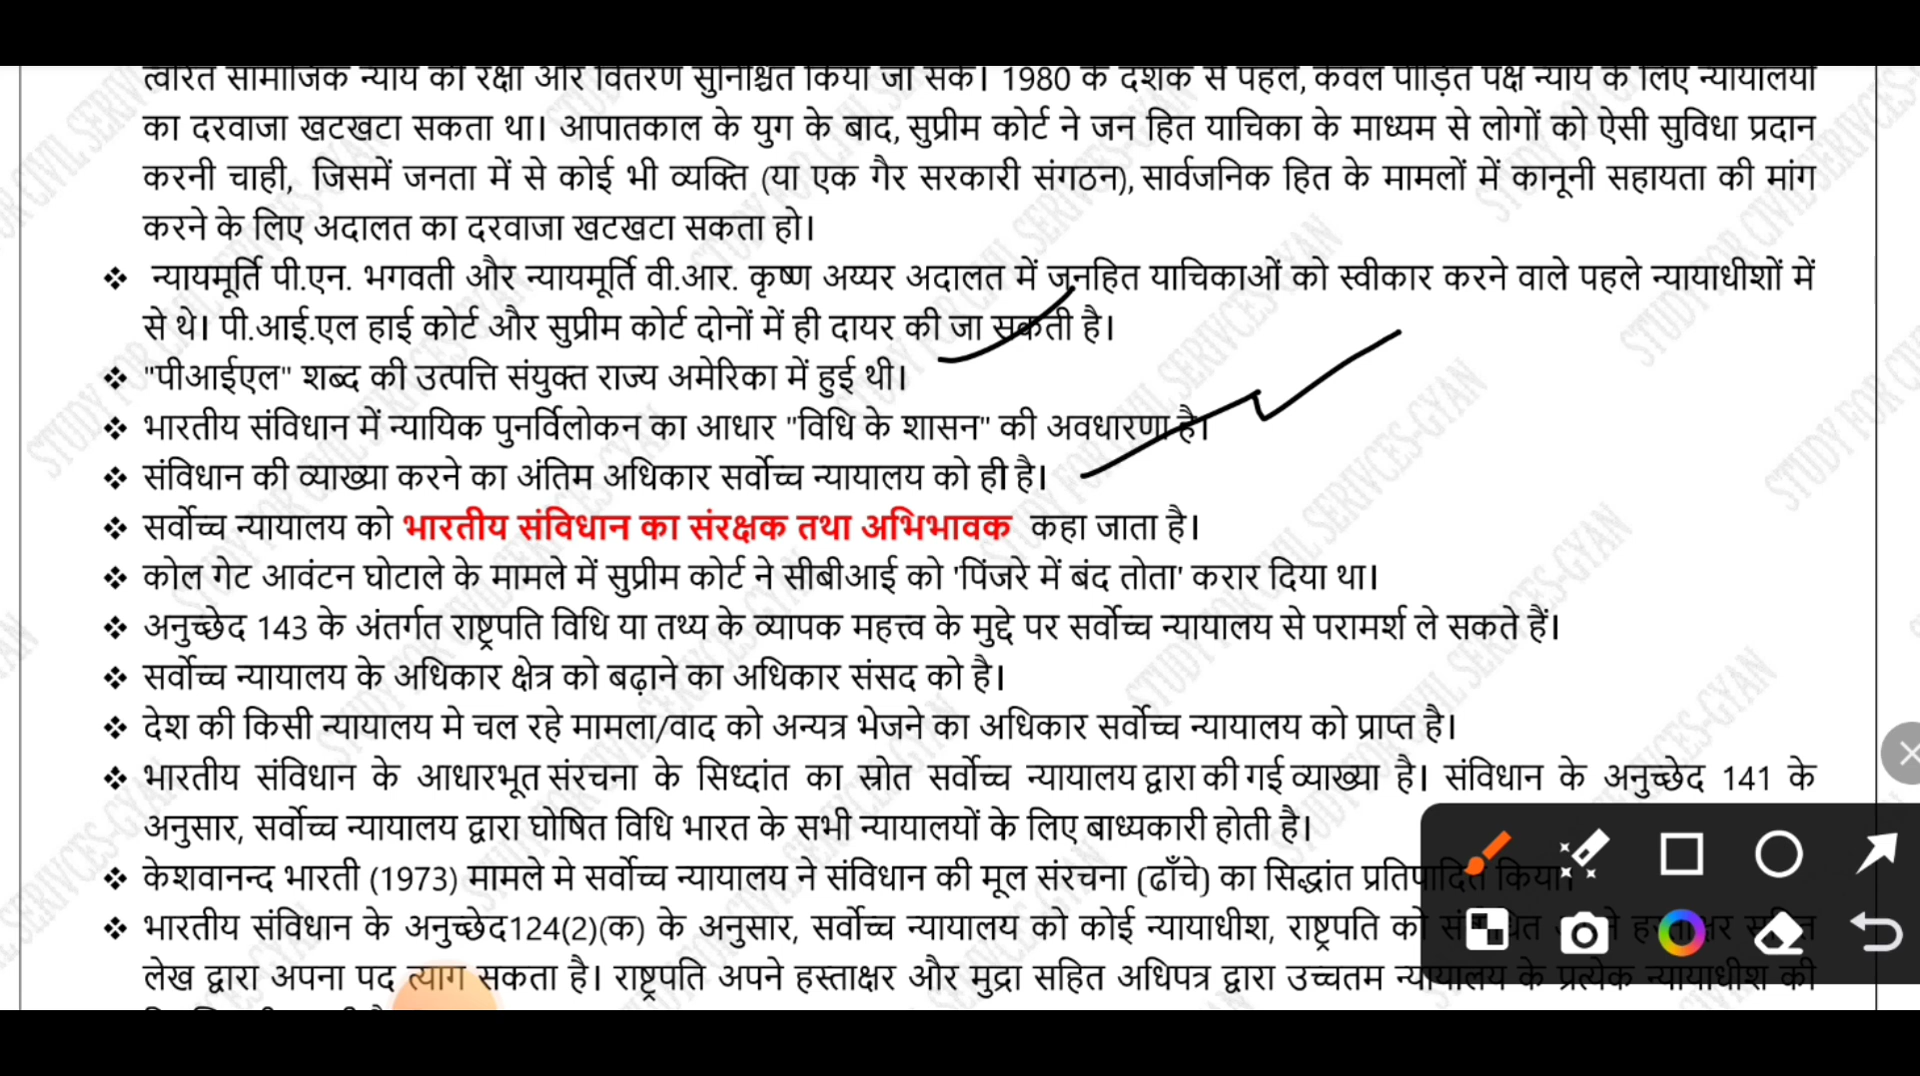 त्वरित सामाजिक न्याय की रक्षा और वितरण सुनिश्चित किया जा सके। 1980 के दशक से पहले, केवल पीड़ित पक्ष न्याय के लिए न्यायालयों
का दरवाजा खटखटा सकता था। आपातकाल के युग के बाद, सुप्रीम कोर्ट ने जन हित याचिका के माध्यम से लोगों को ऐसी सुविधा प्रदान
करनी चाही, जिसमें जनता में से कोई भी व्यक्ति (या एक गैर सरकारी संगठन), सार्वजनिक हित के मामलों में कानूनी सहायता की मांग
करने के लिए अदालत का दरवाजा खटखटा सकता हो।
❖ न्यायमूर्ति पी.एन. भगवती और न्यायमूर्ति वी.आर. कृष्ण अय्यर अदालत में जनहित याचिकाओं को स्वीकार करने वाले पहले न्यायाधीशों में
से थे। पी.आई.एल हाई कोर्ट और सुप्रीम कोर्ट दोनों में ही दायर की जा सकती है।
❖ "पीआईएल" शब्द की उत्पत्ति संयुक्त राज्य अमेरिका में हुई थी।
❖ भारतीय संविधान में न्यायिक पुनर्विलोकन का आधार "विधि के शासन" की अवधारणा है।
❖ संविधान की व्याख्या करने का अंतिम अधिकार सर्वोच्च न्यायालय को ही है।
❖ सर्वोच्च न्यायालय को भारतीय संविधान का संरक्षक तथा अभिभावक कहा जाता है।
❖ कोल गेट आवंटन घोटाले के मामले में सुप्रीम कोर्ट ने सीबीआई को 'पिंजरे में बंद तोता' करार दिया था।
❖ अनुच्छेद 143 के अंतर्गत राष्ट्रपति विधि या तथ्य के व्यापक महत्त्व के मुद्दे पर सर्वोच्च न्यायालय से परामर्श ले सकते हैं।
❖ सर्वोच्च न्यायालय के अधिकार क्षेत्र को बढ़ाने का अधिकार संसद को है।
❖ देश की किसी न्यायालय मे चल रहे मामला/वाद को अन्यत्र भेजने का अधिकार सर्वोच्च न्यायालय को प्राप्त है।
❖ भारतीय संविधान के आधारभूत संरचना के सिध्दांत का स्रोत सर्वोच्च न्यायालय द्वारा की गई व्याख्या है। संविधान के अनुच्छेद 141 के
अनुसार, सर्वोच्च न्यायालय द्वारा घोषित विधि भारत के सभी न्यायालयों के लिए बाध्यकारी होती है।
❖ केशवानन्द भारती (1973) मामले मे सर्वोच्च न्यायालय ने संविधान की मूल संरचना (ढाँचे) का सिद्धांत प्रतिपादित किया।
❖ भारतीय संविधान के अनुच्छेद124(2)(क) के अनुसार, सर्वोच्च न्यायालय को कोई न्यायाधीश, राष्ट्रपति को
लेख द्वारा अपना पद त्याग सकता है। राष्ट्रपति अपने हस्ताक्षर और मुद्रा सहित अधिपत्र द्वारा उच्चतम न्यायालय के प्रत्येक न्यायाधीश की